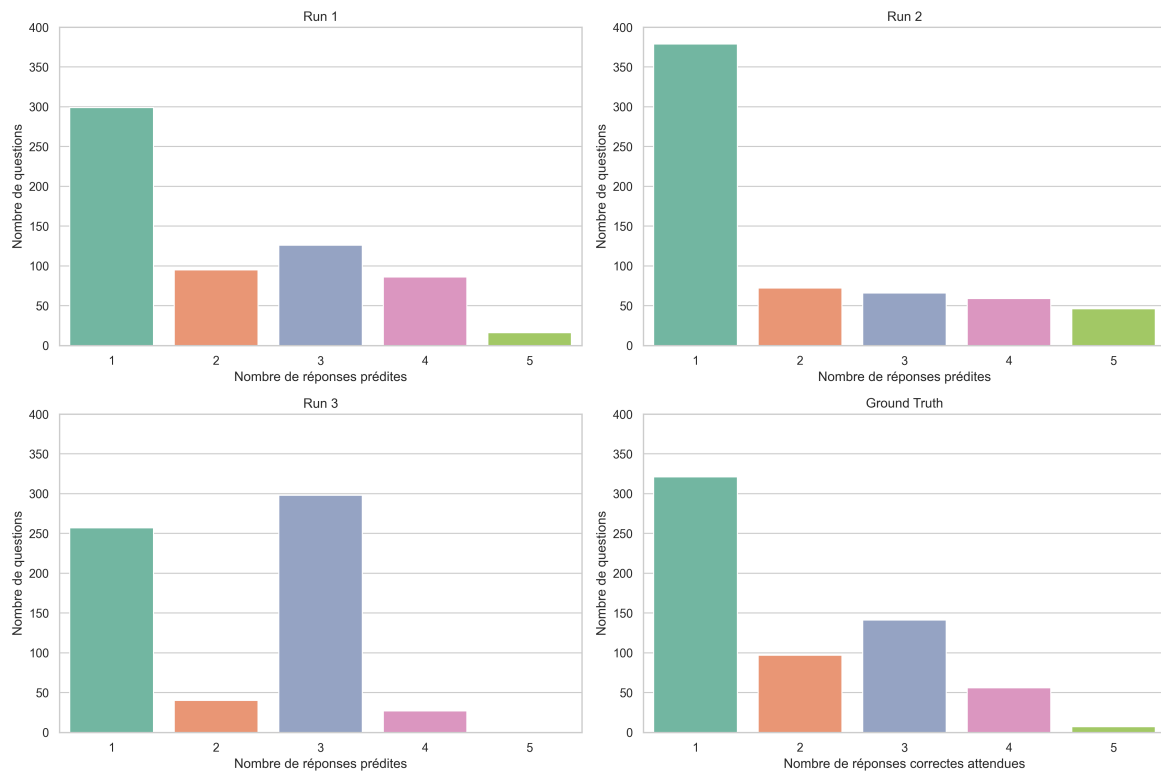 Run 1
400
350
300
250
200
150
100
50
0
Nombre de questions
1 2 3 4 5
Nombre de réponses prédites
Run 2
400
350
300
250
200
150
100
50
0
Nombre de questions
1 2 3 4 5
Nombre de réponses prédites
Run 3
400
350
300
250
200
150
100
50
0
Nombre de questions
1 2 3 4 5
Nombre de réponses prédites
Ground Truth
400
350
300
250
200
150
100
50
0
Nombre de questions
1 2 3 4 5
Nombre de réponses correctes attendues